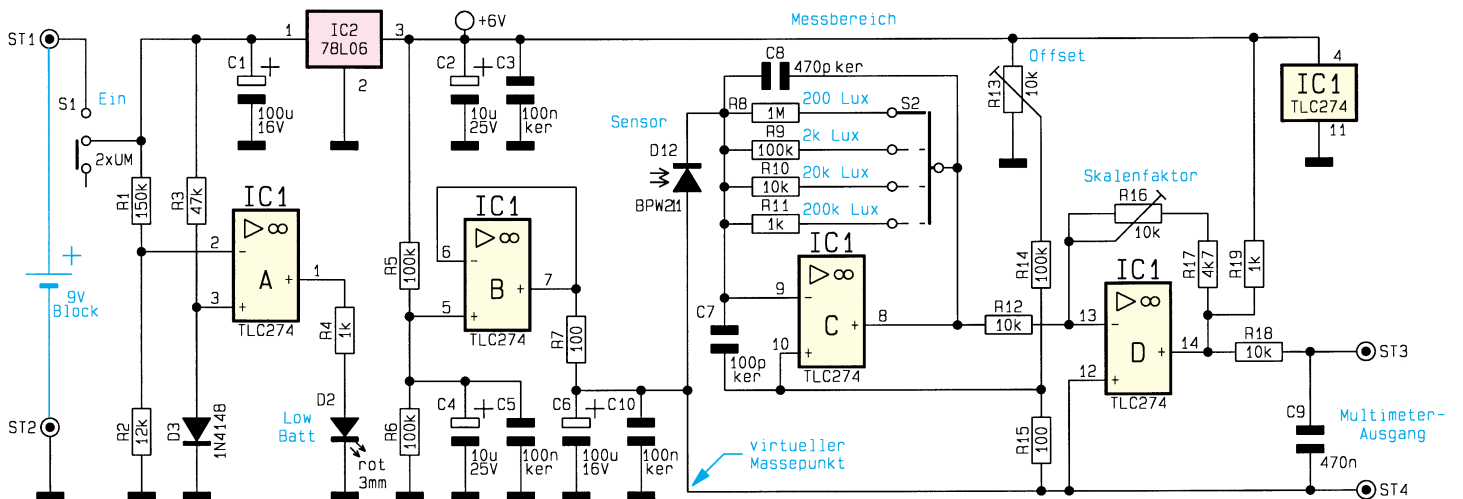 ST1
S1
Ein
2xUM
9V
Block
ST2
R1
150k
R2
12k
R3
47k
D3
1N4148
IC1
A
TLC274
2
3
1
R4
1k
D2
Low
Batt
rot
3mm
C1
100u
16V
1
IC2
78L06
3
2
+6V
C2
10u
25V
C3
100n
ker
R5
100k
R6
100k
IC1
B
TLC274
6
5
7
R7
100
C4
10u
25V
C5
100n
ker
C6
100u
16V
C10
100n
ker
virtueller
Massepunkt
Messbereich
C8
470p ker
Sensor
D12
BPW21
R8
1M
200 Lux
R9
100k
2k Lux
R10
10k
20k Lux
R11
1k
200k Lux
S2
C7
100p
ker
IC1
C
TLC274
9
10
8
R12
10k
Offset
R13
10k
R14
100k
R15
100
Skalenfaktor
R16
10k
R17
4k7
R19
1k
IC1
D
TLC274
13
12
14
R18
10k
C9
470n
4
IC1
TLC274
11
ST3
Multimeter-
Ausgang
ST4